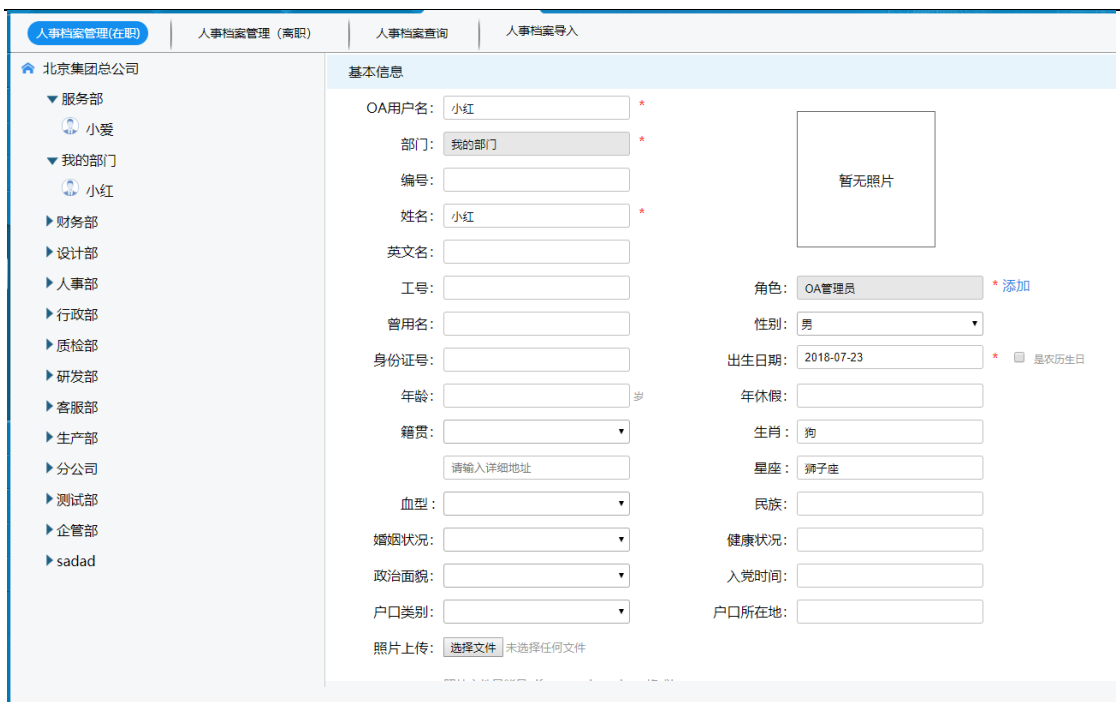 人事档案管理(在职) 人事档案管理（离职） 人事档案查询 人事档案导入
北京集团总公司
服务部
小爱
我的部门
小红
财务部
设计部
人事部
行政部
质检部
研发部
客服部
生产部
分公司
测试部
企管部
sadad
基本信息
OA用户名： 小红 *
部门： 我的部门 *
编号：
姓名： 小红 *
英文名：
暂无照片
工号： 角色： OA管理员 * 添加
曾用名： 性别： 男
身份证号： 出生日期： 2018-07-23 * 是农历生日
年龄： 岁 年休假：
籍贯： 生肖： 狗
请输入详细地址 星座： 狮子座
血型： 民族：
婚姻状况： 健康状况：
政治面貌： 入党时间：
户口类别： 户口所在地：
照片上传： 选择文件 未选择任何文件